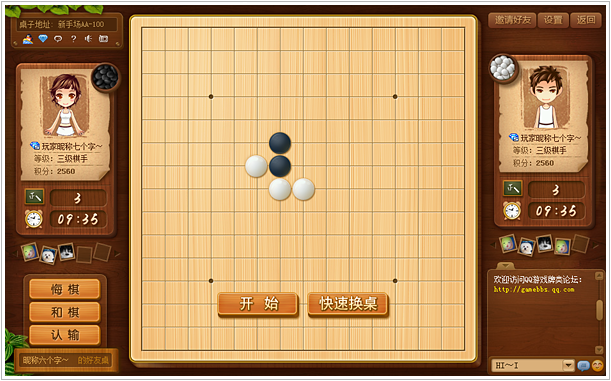 桌子地址: 新手场AA-100
邀请好友
设置
返回
玩家昵称七个字~
等级: 三级棋手
积分: 2560
3
09:35
悔 棋
和 棋
认 输
昵称六个字~ 的好友桌
开 始
快速换桌
玩家昵称七个字~
等级: 三级棋手
积分: 2560
3
09:35
欢迎访问QQ游戏牌类论坛:
http://gamebbs.qq.com
HI~I